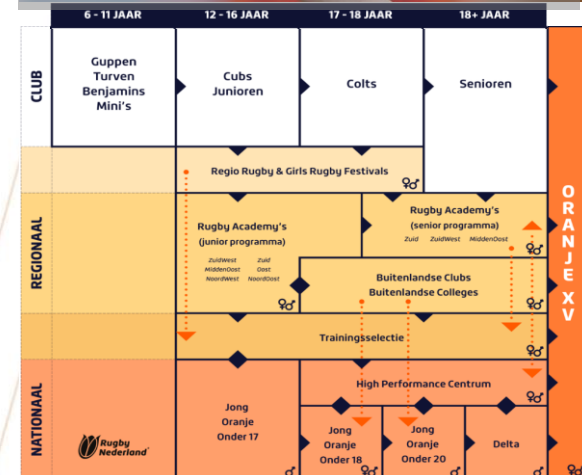 6 - 11 JAAR
12 - 16 JAAR
17 - 18 JAAR
18+ JAAR
CLUB
Guppen
Turven
Benjamins
Mini's
Cubs
Junioren
Colts
Senioren
Regio Rugby & Girls Rugby Festivals
REGIONAAL
Rugby Academy's
(junior programma)
ZuidWest Zuid
MiddenOost Oost
NoordWest NoordOost
Rugby Academy's
(senior programma)
Zuid ZuidWest MiddenOost
Buitenlandse Clubs
Buitenlandse Colleges
Trainingsselectie
NATIONAAL
High Performance Centrum
Jong
Oranje
Onder 17
Jong
Oranje
Onder 18
Jong
Oranje
Onder 20
Delta
Rugby
Nederland
ORANJE XV